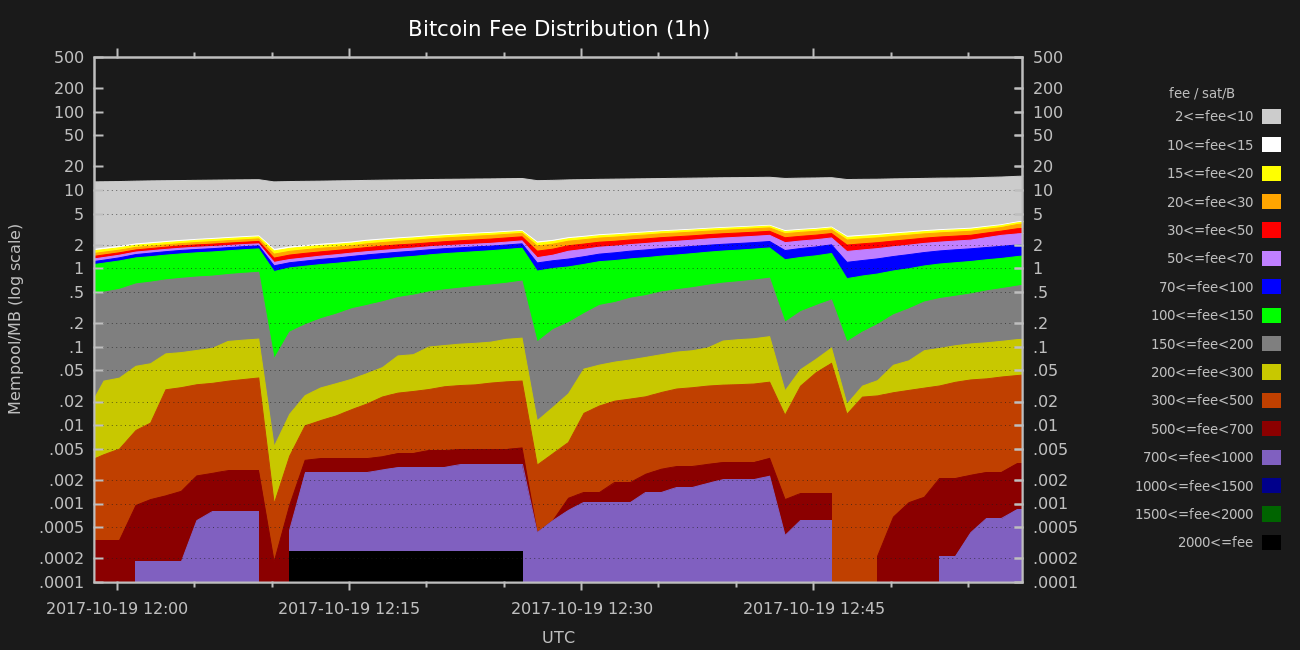 Bitcoin Fee Distribution (1h)
500
200
100
50
20
10
5
2
1
.5
.2
.1
.05
.02
.01
.005
.002
.001
.0005
.0002
.0001
Mempool/MB (log scale)
500
200
100
50
20
10
5
2
1
.5
.2
.1
.05
.02
.01
.005
.002
.001
.0005
.0002
.0001
2017-10-19 12:00
2017-10-19 12:15
2017-10-19 12:30
2017-10-19 12:45
UTC
fee / sat/B
2<=fee<10
10<=fee<15
15<=fee<20
20<=fee<30
30<=fee<50
50<=fee<70
70<=fee<100
100<=fee<150
150<=fee<200
200<=fee<300
300<=fee<500
500<=fee<700
700<=fee<1000
1000<=fee<1500
1500<=fee<2000
2000<=fee